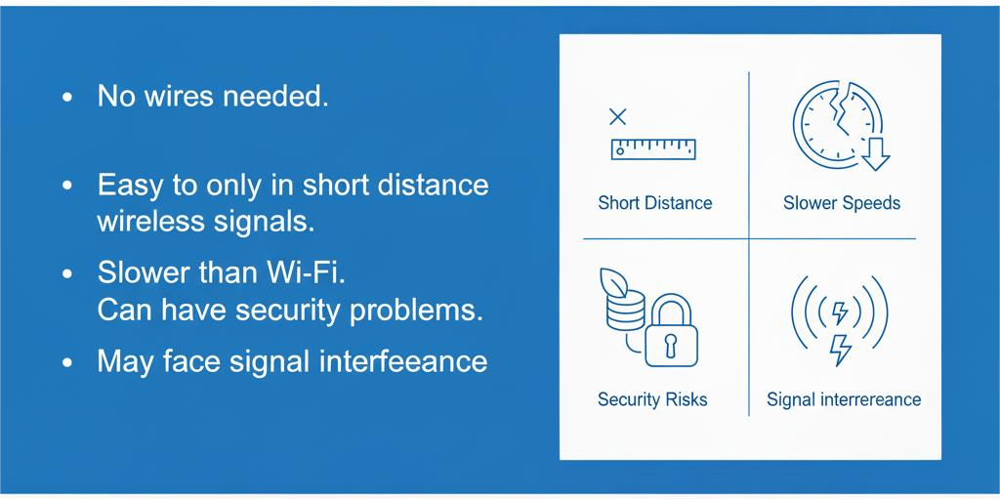 • No wires needed.
• Easy to only in short distance
wireless signals.
• Slower than Wi-Fi.
Can have security problems.
• May face signal interfeeance
Short Distance
Slower Speeds
Security Risks
Signal interrereance